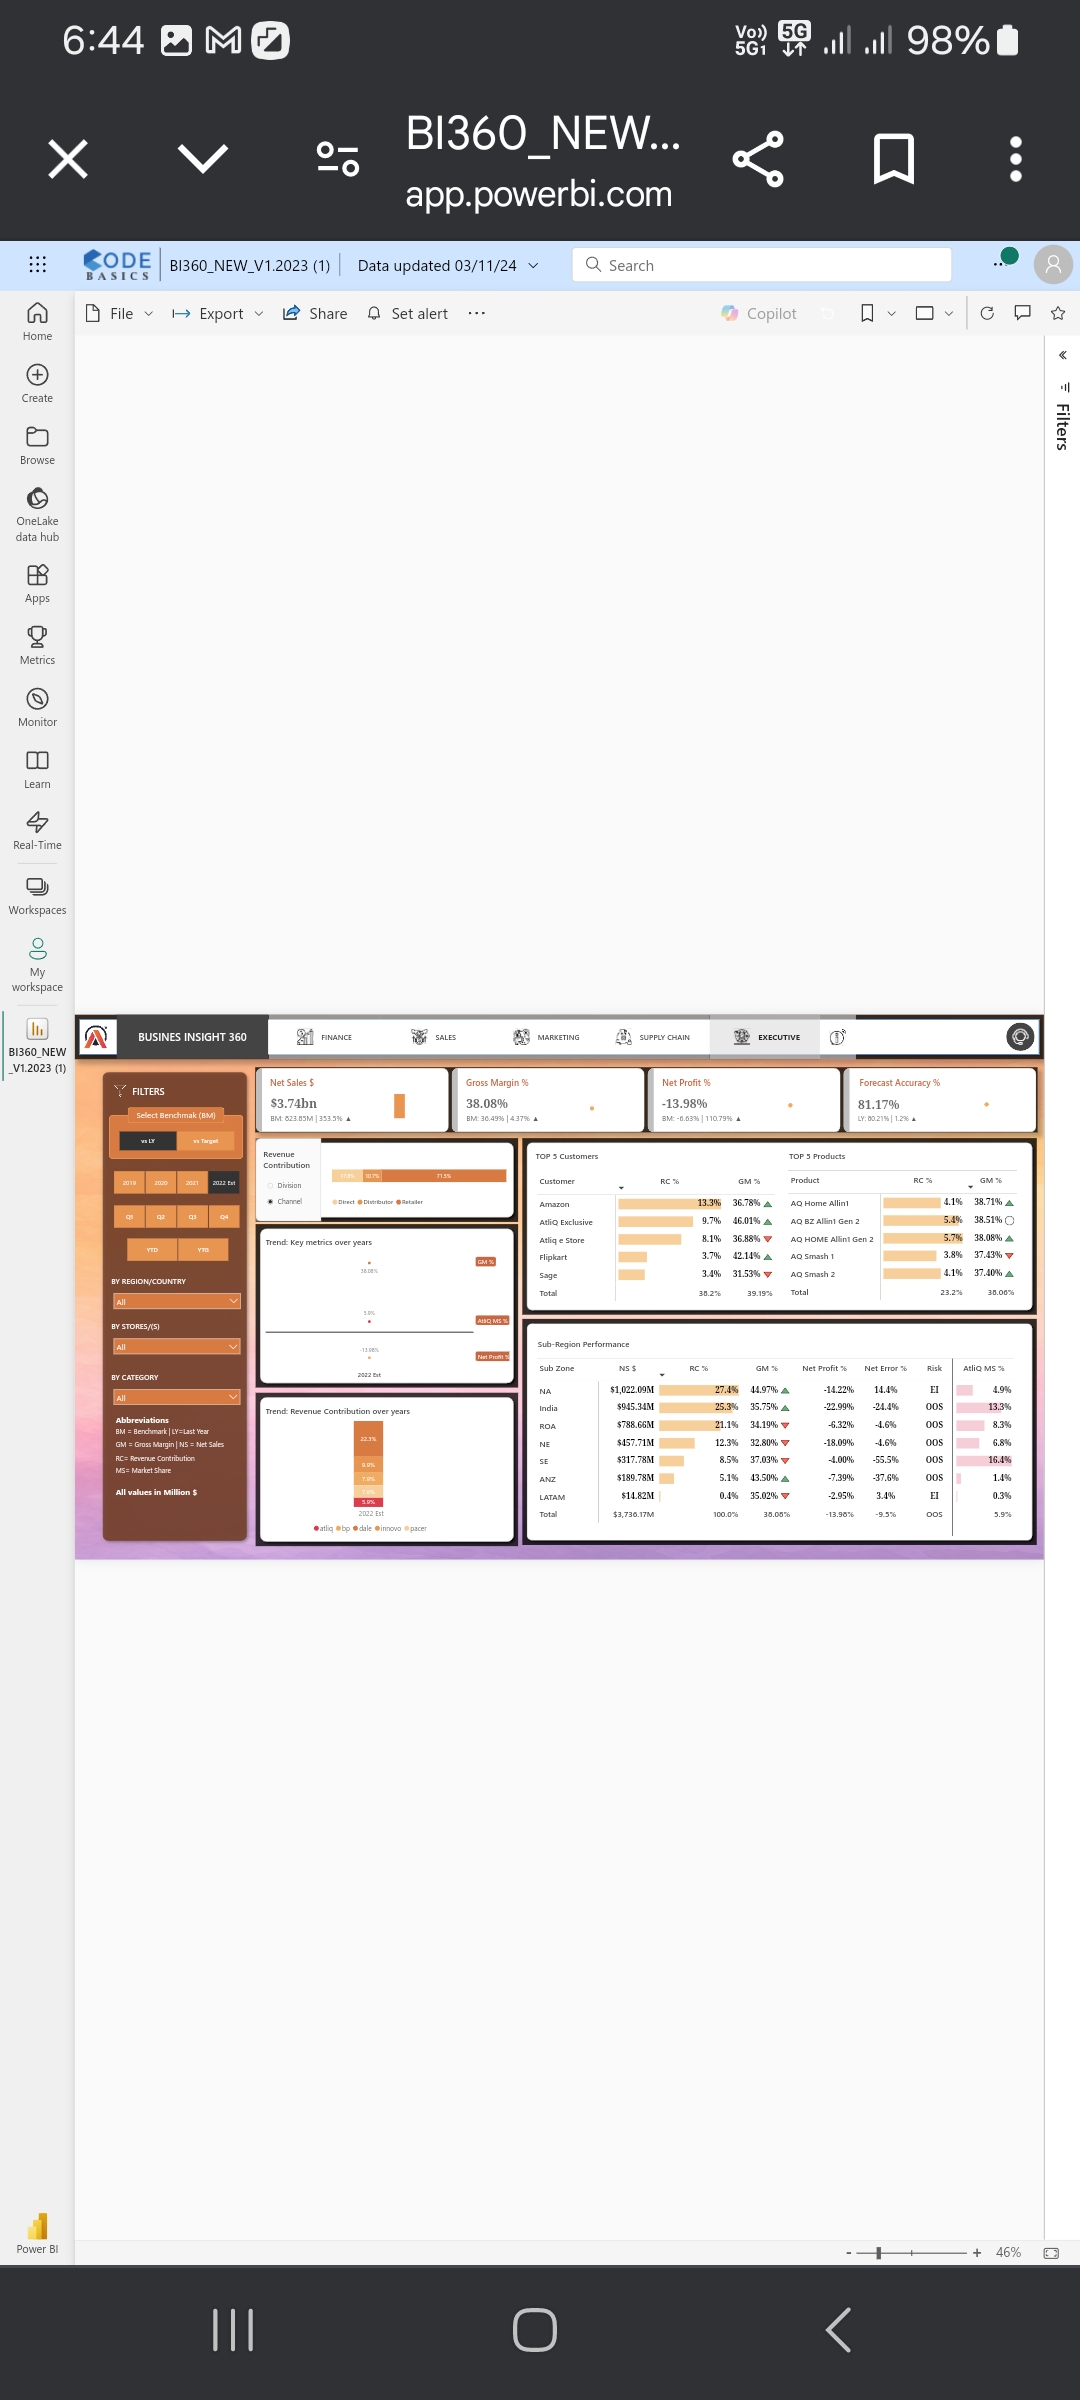 6:44
Vo)) 5G1
5G
98%
BI360_NEW...
app.powerbi.com
CODE BASICS
BI360_NEW_V1.2023 (1)
Data updated 03/11/24
Search
File
Export
Share
Set alert
Copilot
Home
Create
Browse
OneLake data hub
Apps
Metrics
Monitor
Learn
Real-Time
Workspaces
My workspace
BI360_NEW_V1.2023 (1)
Power BI
Filters
BUSINES INSIGHT 360
FINANCE
SALES
MARKETING
SUPPLY CHAIN
EXECUTIVE
FILTERS
Select Benchmak (BM)
vs LY
vs Target
2019 2020 2021 2022 Est
Q1 Q2 Q3 Q4
YTD YTG
BY REGION/COUNTRY
All
BY STORES/(S)
All
BY CATEGORY
All
Abbreviations
BM = Benchmark | LY=Last Year
GM = Gross Margin | NS = Net Sales
RC= Revenue Contribution
MS= Market Share
All values in Million $
Net Sales $
$3.74bn
BM: 823.85M | 353.5% ▲
Gross Margin %
38.08%
BM: 36.49% | 4.37% ▲
Net Profit %
-13.98%
BM: -6.63% | 110.79% ▲
Forecast Accuracy %
81.17%
LY: 80.21% | 1.2% ▲
Revenue Contribution
Division
Channel
10.7%
Direct Distributor Retailer
Trend: Key metrics over years
GM %
38.08%
5.9%
AtliQ MS %
-13.98%
Net Profit %
2022 Est
Trend: Revenue Contribution over years
22.3%
9.9%
7.9%
5.9%
2022 Est
atliq bp dale innovo pacer
TOP 5 Customers
Customer RC % GM %
Amazon 13.3% 36.78%
AtliQ Exclusive 9.7% 46.01%
Atliq e Store 8.1% 36.88%
Flipkart 3.7% 42.14%
Sage 3.4% 31.53%
Total 38.2% 39.19%
TOP 5 Products
Product RC % GM %
AQ Home Allin1 4.1% 38.71%
AQ BZ Allin1 Gen 2 5.4% 38.51%
AQ HOME Allin1 Gen 2 5.7% 38.08%
AQ Smash 1 3.8% 37.43%
AQ Smash 2 4.1% 37.40%
Total 23.2% 38.06%
Sub-Region Performance
Sub Zone NS $ RC % GM % Net Profit % Net Error % Risk AtliQ MS %
NA $1,022.09M 27.4% 44.97% -14.22% 14.4% EI 4.9%
India $945.34M 25.3% 35.75% -22.99% -24.4% OOS 13.3%
ROA $788.66M 21.1% 34.19% -6.32% -4.6% OOS 8.3%
NE $457.71M 12.3% 32.80% -18.09% -4.6% OOS 6.8%
SE $317.78M 8.5% 37.03% -4.00% -55.5% OOS 16.4%
ANZ $189.78M 5.1% 43.50% -7.39% -37.6% OOS 1.4%
LATAM $14.82M 0.4% 35.02% -2.95% 3.4% EI 0.3%
Total $3,736.17M 100.0% 38.08% -13.98% -9.5% OOS 5.9%
- + 46%